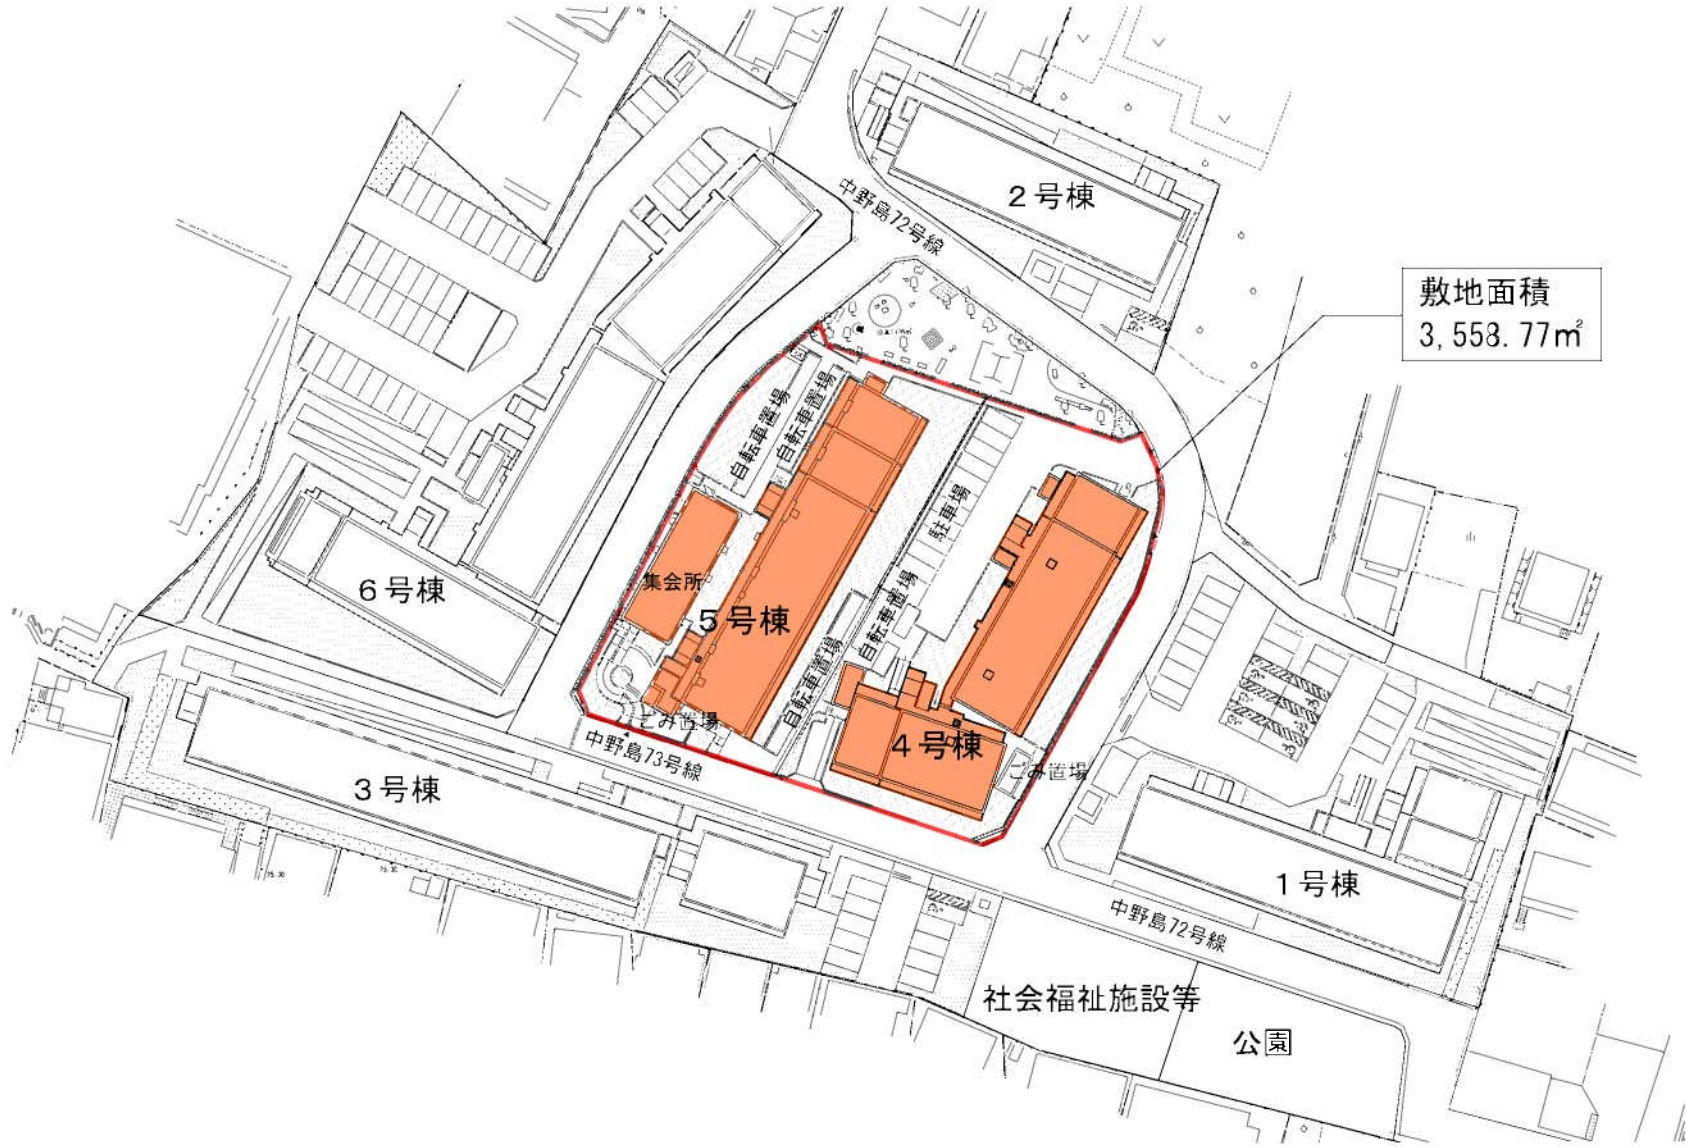 2号棟
中野島72号線
敷地面積
3,558.77㎡
自転車置場
自転車置場
駐車場
集会所
5号棟
6号棟
自転車置場
自転車置場
ごみ置場
中野島73号線
4号棟
ごみ置場
3号棟
1号棟
中野島72号線
社会福祉施設等
公園